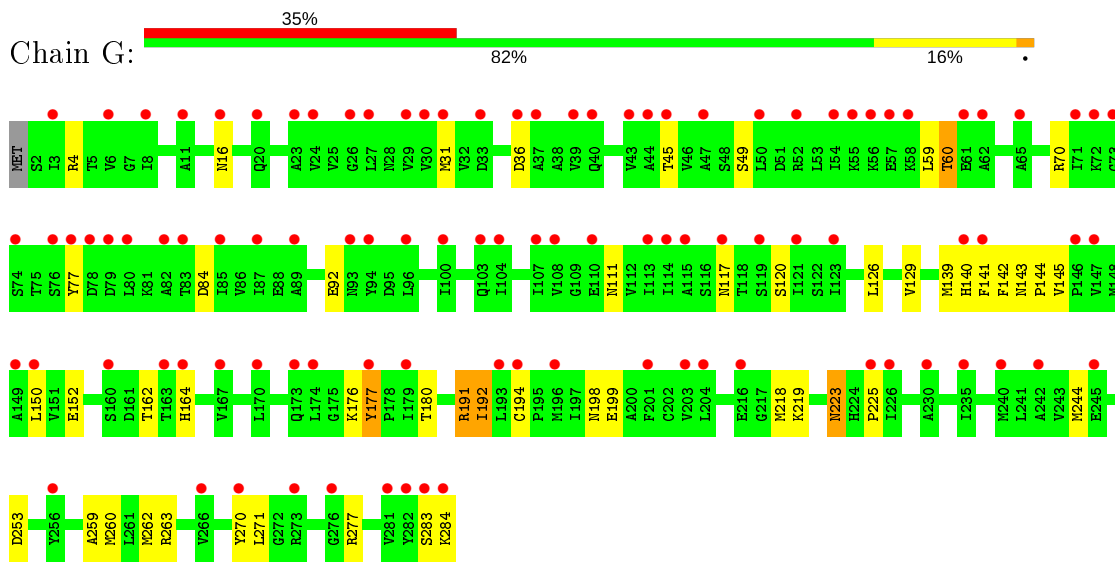 35%
Chain G:
82% 16% •
MET S2 I3 R4 T5 V6 G7 I8 A11 N16 Q20 A23 V24 V25 G26 L27 N28 V29 V30 M31 V32 D33 D36 A37 A38 V39 Q40 V43 A44 T45 V46 A47 S48 S49 L50 D51 R52 L53 I54 K55 K56 E57 K58 L59 T60 E61 A62 A65 R70 I71 K72 G73
S74 T75 S76 Y77 D78 D79 L80 K81 A82 T83 D84 I85 V86 I87 E88 A89 E92 N93 Y94 D95 L96 I100 Q103 I104 I107 V108 G109 E110 N111 V112 I113 I114 A115 S116 N117 T118 S119 S120 I121 S122 I123 L126 V129 M139 H140 F141 F142 N143 P144 V145 P146 V147 M148
A149 L150 V151 E152 S160 D161 T162 T163 H164 V167 L170 Q173 L174 G175 K176 Y177 P178 I179 T180 R191 I192 L193 C194 P195 M196 I197 N198 E199 A200 F201 C202 V203 L204 E216 G217 M218 K219 N223 H224 P225 I226 A230 I235 M240 L241 A242 V243 M244 E245
D253 Y256 A259 M260 L261 M262 R263 V266 Y270 L271 G272 R273 G276 R277 V281 Y282 S283 K284